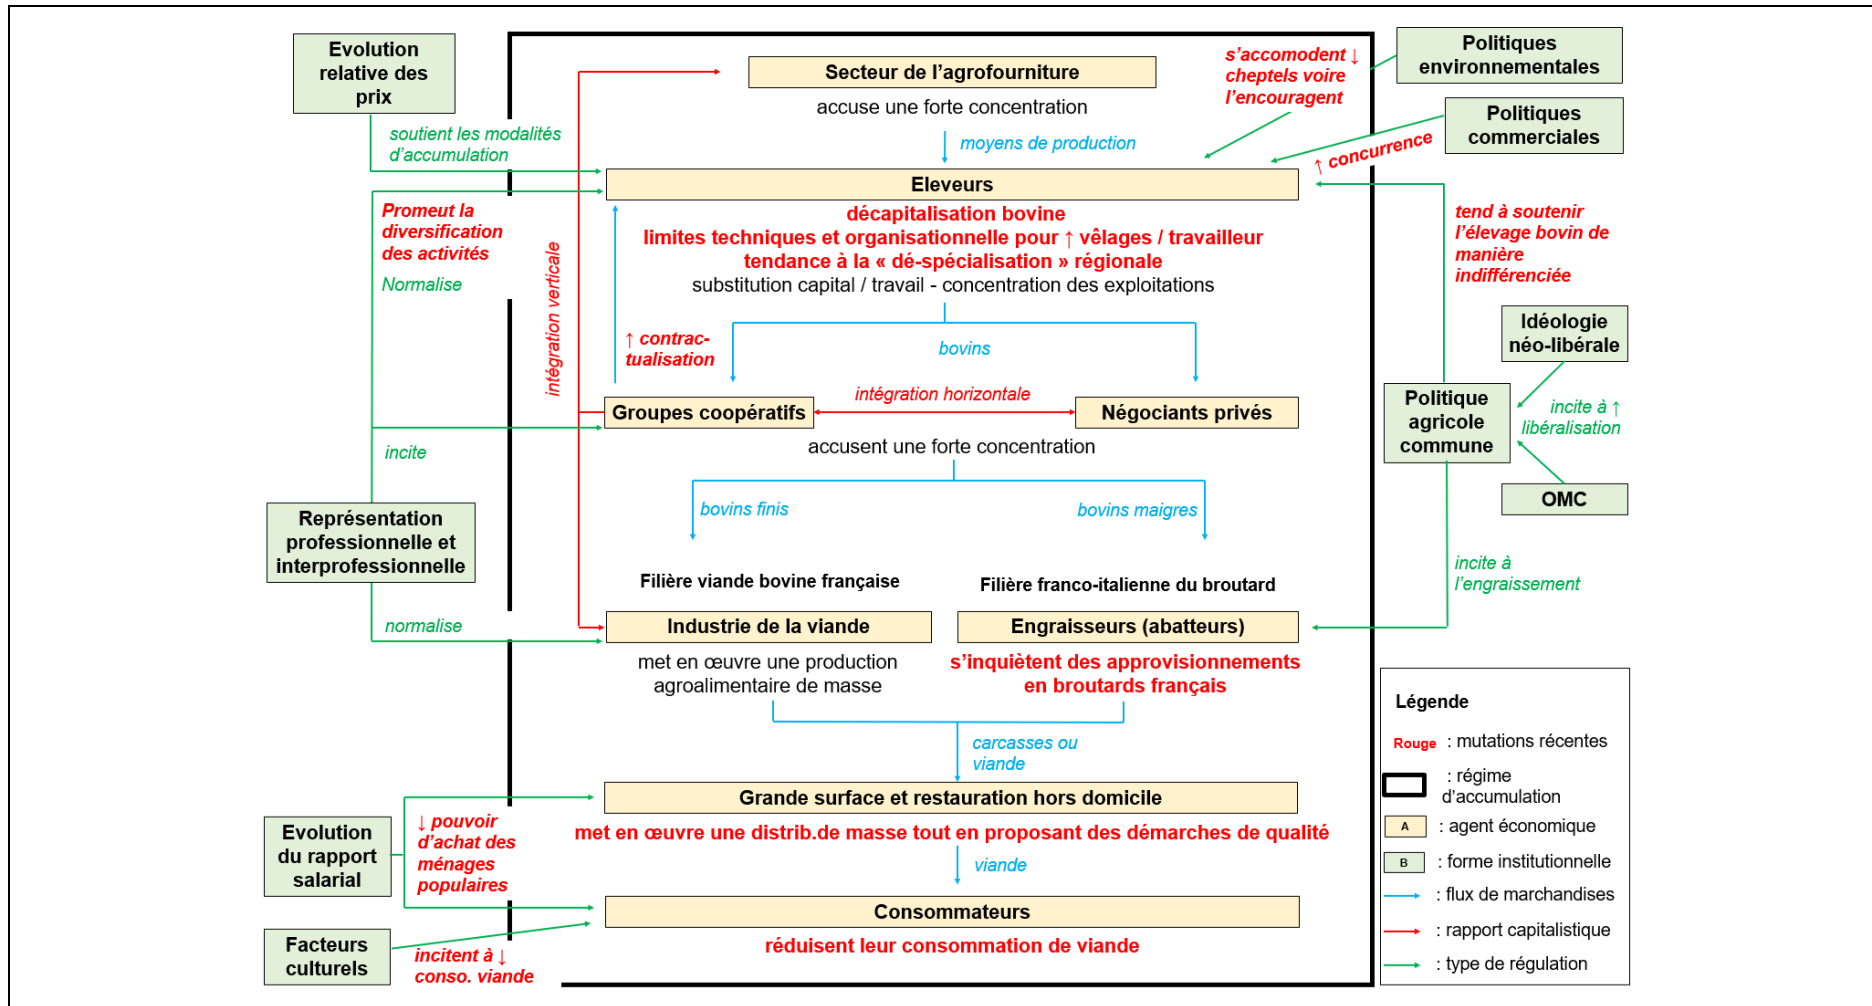 Evolution
relative des
prix
soutient les modalités
d'accumulation
Promeut la
diversification
des activités
Normalise
incite
Représentation
professionnelle et
interprofessionnelle
normalise
Evolution
du rapport
salarial
↓ pouvoir
d'achat des
ménages
populaires
Facteurs
culturels
incitent à ↓
conso. viande
intégration verticale
Secteur de l'agrofourniture
accuse une forte concentration
moyens de production
s'accomodent ↓
cheptels voire
l'encouragent
Eleveurs
décapitalisation bovine
limites techniques et organisationnelle pour ↑ vêlages / travailleur
tendance à la « dé-spécialisation » régionale
substitution capital / travail - concentration des exploitations
↑ contrac-
tualisation
bovins
Groupes coopératifs
intégration horizontale
Négociants privés
accusent une forte concentration
bovins finis
bovins maigres
Filière viande bovine française
Filière franco-italienne du broutard
Industrie de la viande
Engraisseurs (abatteurs)
met en œuvre une production
agroalimentaire de masse
s'inquiètent des approvisionnements
en broutards français
carcasses ou
viande
Grande surface et restauration hors domicile
met en œuvre une distrib.de masse tout en proposant des démarches de qualité
viande
Consommateurs
réduisent leur consommation de viande
Politiques
environnementales
Politiques
commerciales
↑ concurrence
tend à soutenir
l'élevage bovin de
manière
indifférenciée
Idéologie
néo-libérale
Politique
agricole
commune
incite à ↑
libéralisation
OMC
incite à
l'engraissement
Légende
Rouge : mutations récentes
: régime
d'accumulation
A : agent économique
B : forme institutionnelle
: flux de marchandises
: rapport capitalistique
: type de régulation